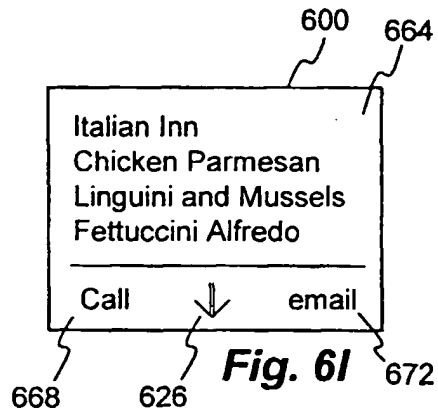 600
664
Italian Inn
Chicken Parmesan
Linguini and Mussels
Fettuccini Alfredo
Call email
668 626 Fig. 6I 672